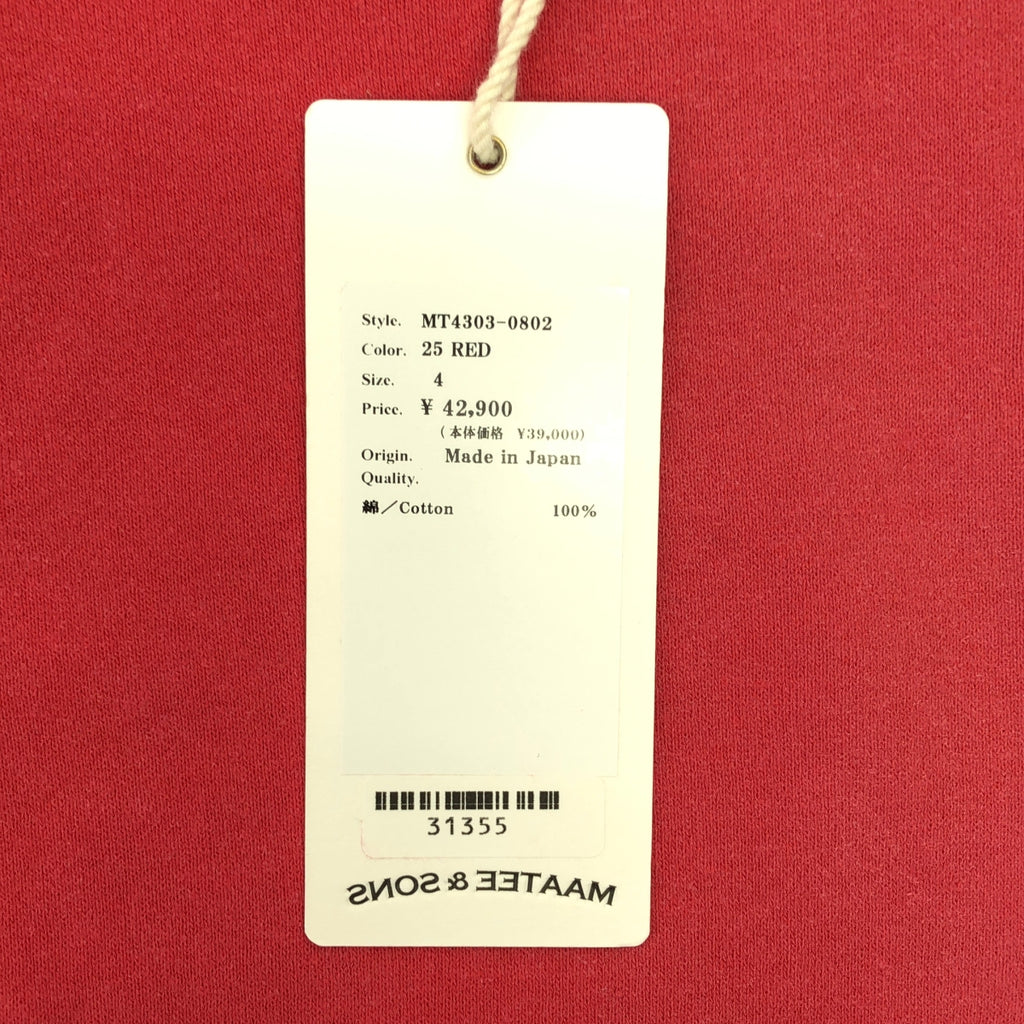 Style. MT4303-0802
Color. 25 RED
Size. 4
Price. ¥ 42,900
(本体価格 ¥39,000)
Origin. Made in Japan
Quality.
綿／Cotton 100%
31355
MAATEE & SONS